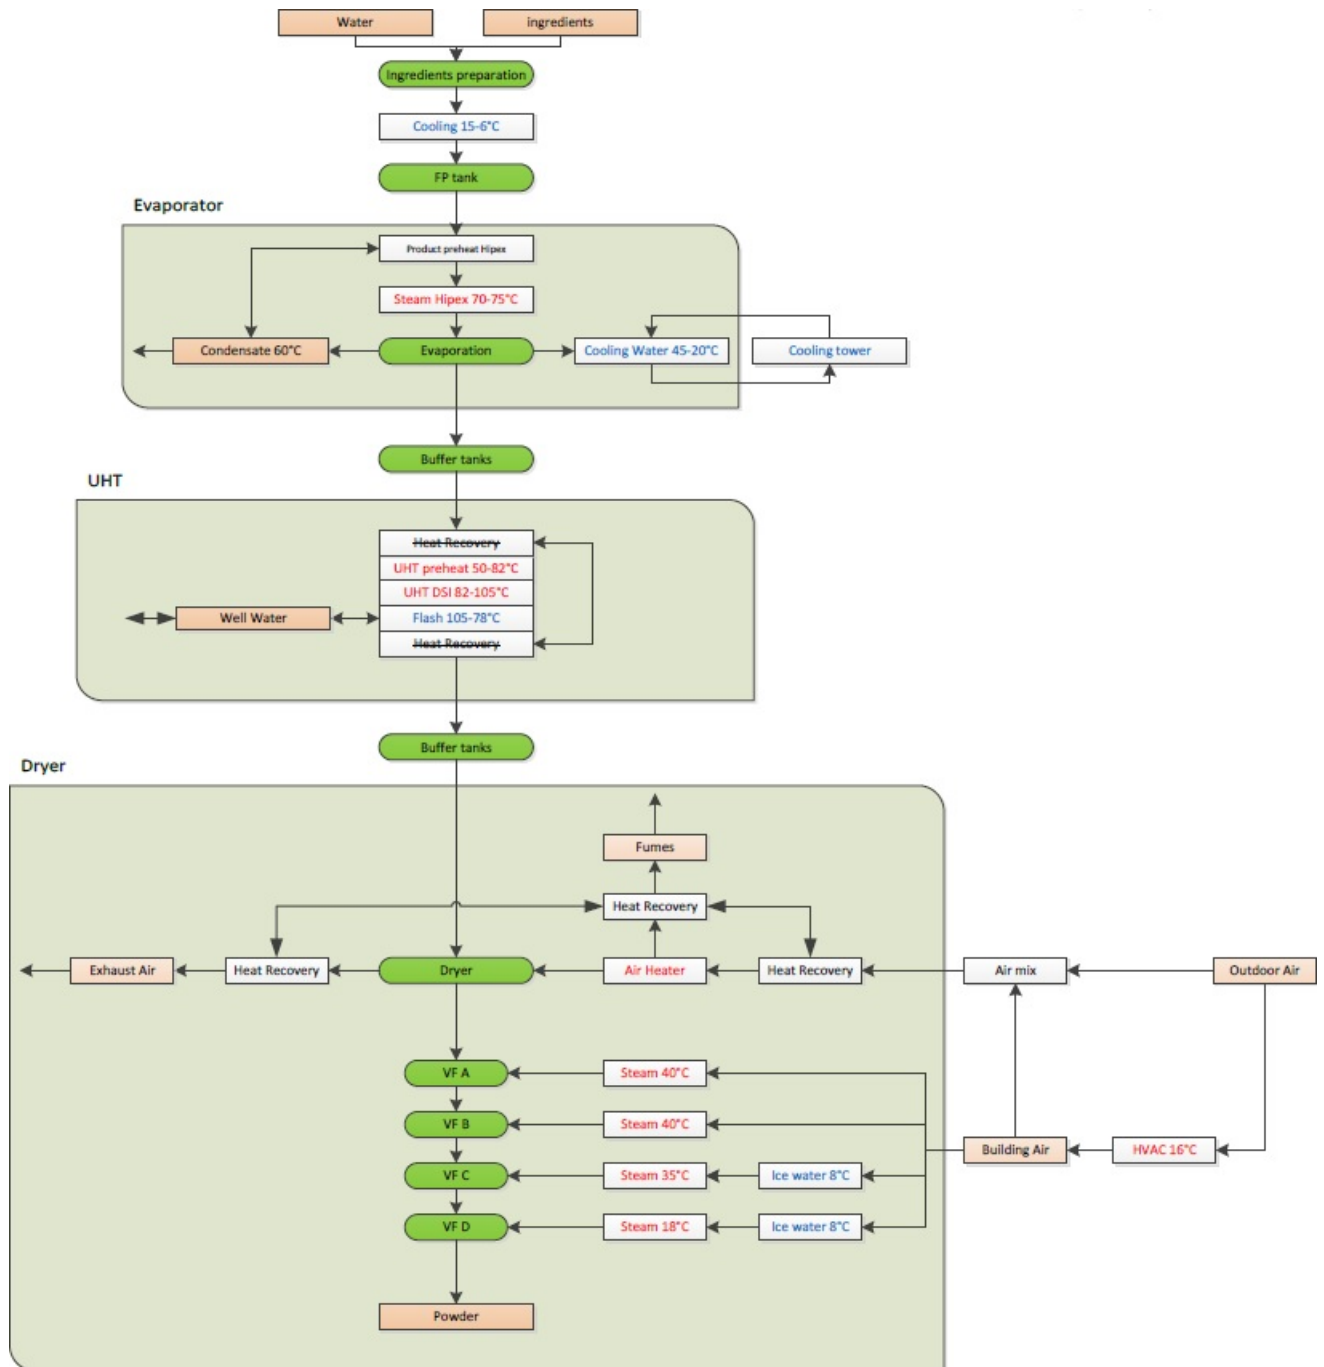 Water
ingredients
Ingredients preparation
Cooling 15-6°C
FP tank
Evaporator
Product preheat Hipex
Steam Hipex 70-75°C
Condensate 60°C
Evaporation
Cooling Water 45-20°C
Cooling tower
Buffer tanks
UHT
Heat Recovery
UHT preheat 50-82°C
UHT DSI 82-105°C
Well Water
Flash 105-78°C
Heat Recovery
Buffer tanks
Dryer
Fumes
Heat Recovery
Exhaust Air
Heat Recovery
Dryer
Air Heater
Heat Recovery
Air mix
Outdoor Air
VF A
Steam 40°C
VF B
Steam 40°C
Building Air
HVAC 16°C
VF C
Steam 35°C
Ice water 8°C
VF D
Steam 18°C
Ice water 8°C
Powder